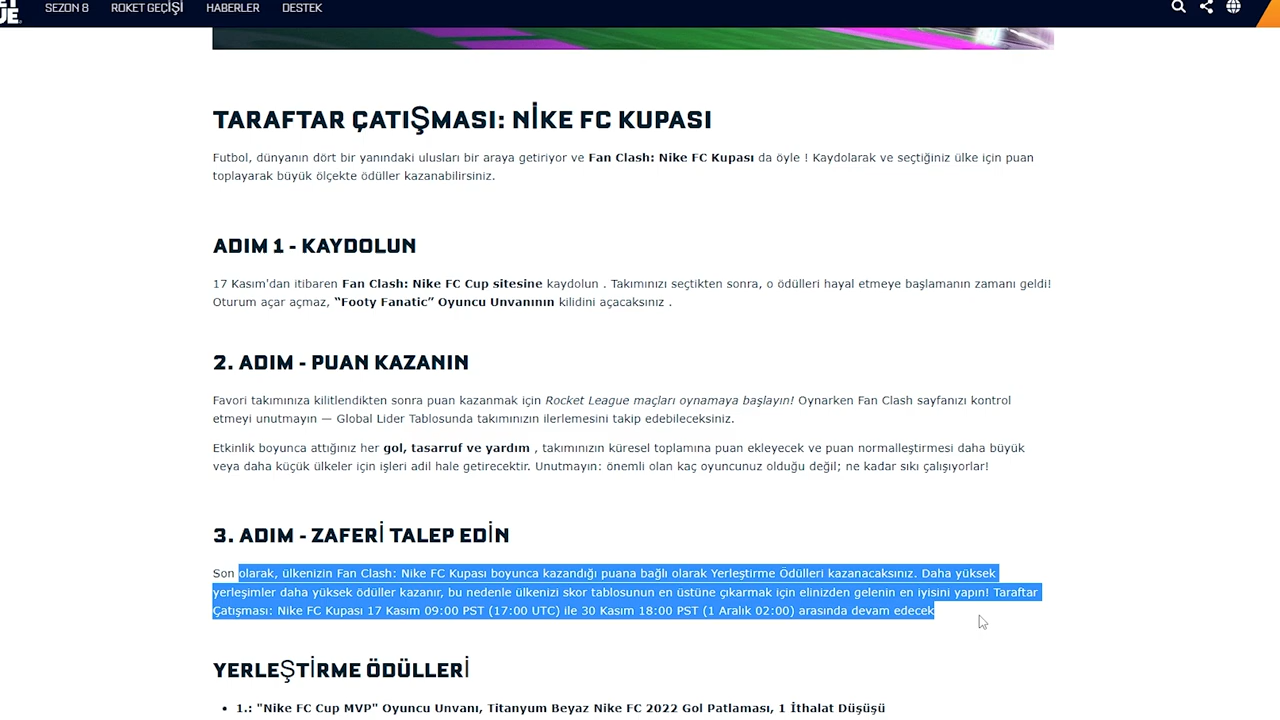 SEZON 8 ROKET GEÇİŞİ HABERLER DESTEK
TARAFTAR ÇATIŞMASI: NİKE FC KUPASI
Futbol, dünyanın dört bir yanındaki ulusları bir araya getiriyor ve Fan Clash: Nike FC Kupası da öyle ! Kaydolarak ve seçtiğiniz ülke için puan
toplayarak büyük ölçekte ödüller kazanabilirsiniz.
ADIM 1 - KAYDOLUN
17 Kasım'dan itibaren Fan Clash: Nike FC Cup sitesine kaydolun . Takımınızı seçtikten sonra, o ödülleri hayal etmeye başlamanın zamanı geldi!
Oturum açar açmaz, “Footy Fanatic” Oyuncu Unvanının kilidini açacaksınız .
2. ADIM - PUAN KAZANIN
Favori takımınıza kilitlendikten sonra puan kazanmak için Rocket League maçları oynamaya başlayın! Oynarken Fan Clash sayfanızı kontrol
etmeyi unutmayın — Global Lider Tablosunda takımınızın ilerlemesini takip edebileceksiniz.
Etkinlik boyunca attığınız her gol, tasarruf ve yardım , takımınızın küresel toplamına puan ekleyecek ve puan normalleştirmesi daha büyük
veya daha küçük ülkeler için işleri adil hale getirecektir. Unutmayın: önemli olan kaç oyuncunuz olduğu değil; ne kadar sıkı çalışıyorlar!
3. ADIM - ZAFERİ TALEP EDİN
Son olarak, ülkenizin Fan Clash: Nike FC Kupası boyunca kazandığı puana bağlı olarak Yerleştirme Ödülleri kazanacaksınız. Daha yüksek
yerleşimler daha yüksek ödüller kazanır, bu nedenle ülkenizi skor tablosunun en üstüne çıkarmak için elinizden gelenin en iyisini yapın! Taraftar
Çatışması: Nike FC Kupası 17 Kasım 09:00 PST (17:00 UTC) ile 30 Kasım 18:00 PST (1 Aralık 02:00) arasında devam edecek
YERLEŞTİRME ÖDÜLLERİ
1.: "Nike FC Cup MVP" Oyuncu Unvanı, Titanyum Beyaz Nike FC 2022 Gol Patlaması, 1 İthalat Düşüşü